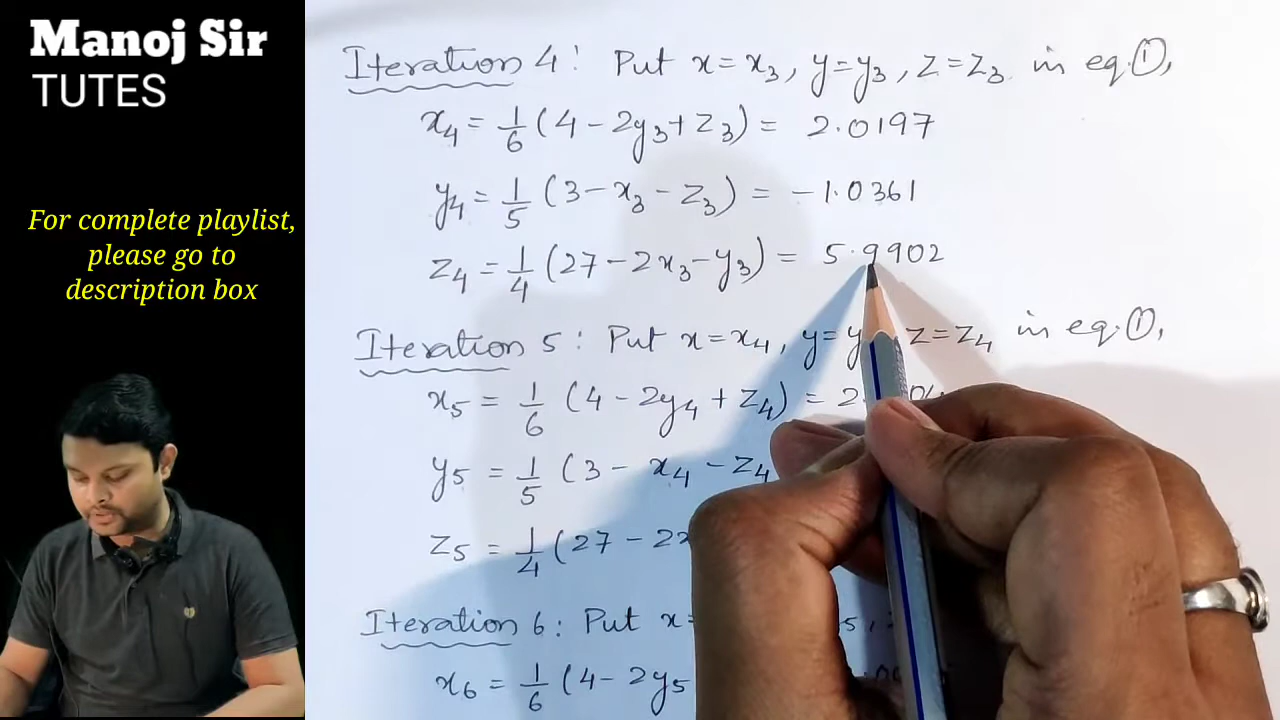 Manoj Sir
TUTES
For complete playlist,
please go to
description box
Iteration 4: Put x = x₃, y = y₃, z = z₃ in eq.①,
x₄ = 1/6 (4 - 2y₃ + z₃) = 2.0197
y₄ = 1/5 (3 - x₃ - z₃) = -1.0361
z₄ = 1/4 (27 - 2x₃ - y₃) = 5.9902
Iteration 5: Put x = x₄, y = y z = z₄ in eq.①,
x₅ = 1/6 (4 - 2y₄ + z₄) = 2.
y₅ = 1/5 (3 - x₄ - z₄
z₅ = 1/4 (27 - 2x
Iteration 6: Put x =
x₆ = 1/6 (4 - 2y₅